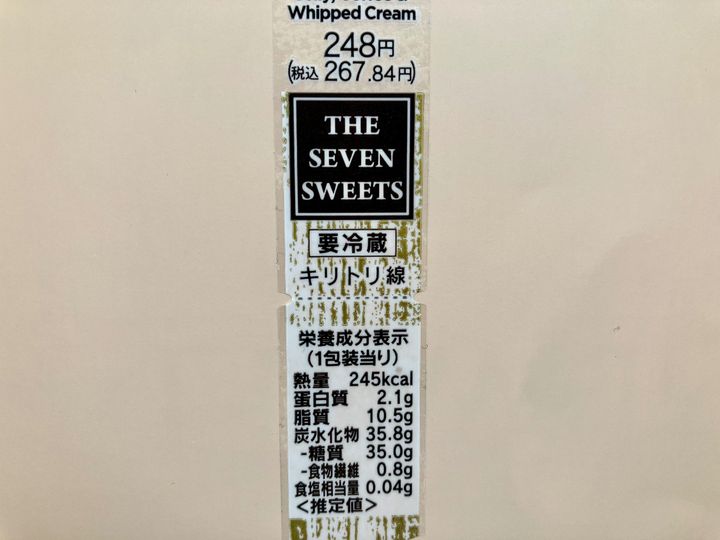 Whipped Cream
248円
(税込 267.84円)
THE
SEVEN
SWEETS
要冷蔵
キリトリ線
栄養成分表示
(1包装当り)
熱量 245kcal
蛋白質 2.1g
脂質 10.5g
炭水化物 35.8g
-糖質 35.0g
-食物繊維 0.8g
食塩相当量 0.04g
<推定値>